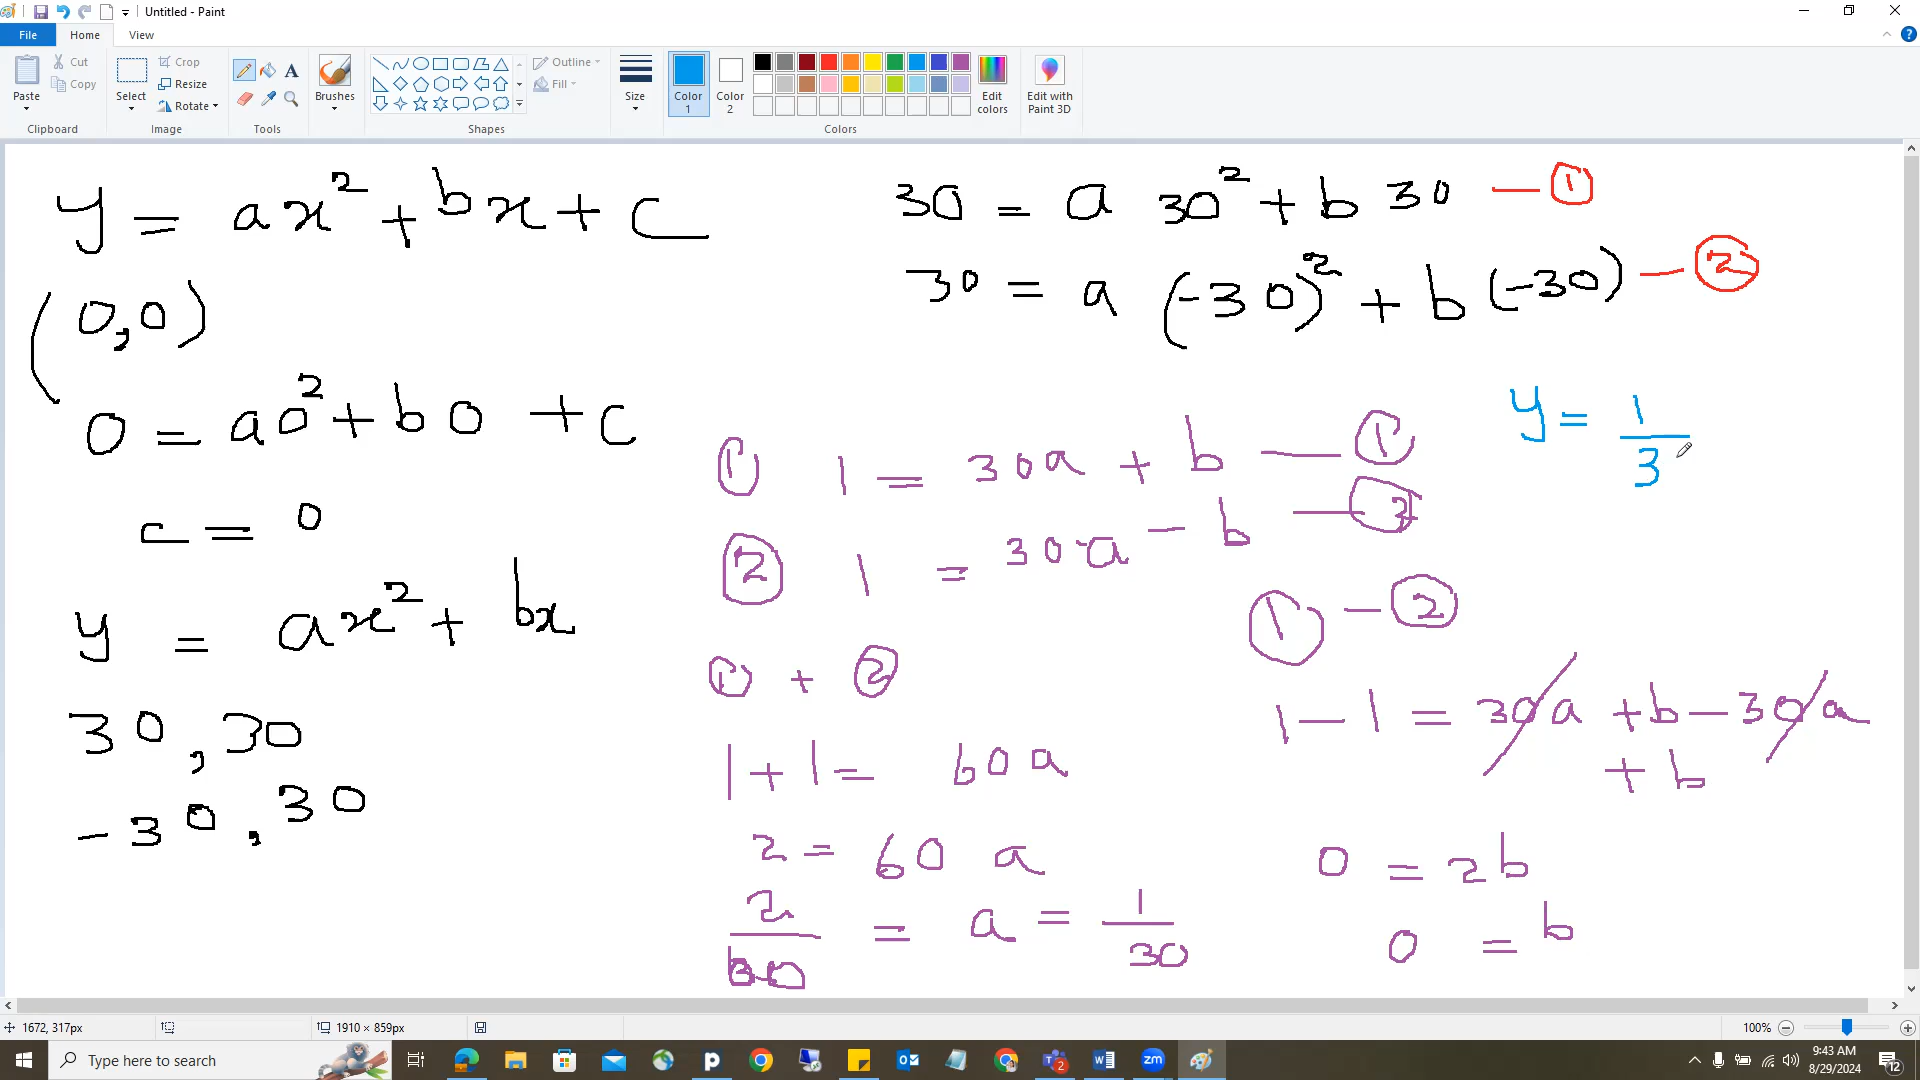 Untitled - Paint
File Home View
Paste Cut Copy Clipboard
Select Crop Resize Rotate Image
Tools
Brushes
Shapes
Outline Fill
Size
Color 1
Color 2
Colors
Edit colors
Edit with Paint 3D
y = ax² + bx + c
(0,0)
0 = a0² + b0 + c
c = 0
y = ax² + bx
30, 30
-30, 30
30 = a 30² + b 30 — ①
30 = a (-30)² + b (-30) — ②
① 1 = 30a + b — ①
② 1 = 30a - b —
① + ②
1 + 1 = 60a
2 = 60 a
2/60 = a = 1/30
① - ②
1 - 1 = 30a + b - 30a
+ b
0 = 2b
0 = b
y = 1/3
1672, 317px
1910 × 859px
100%
Type here to search
9:43 AM
8/29/2024